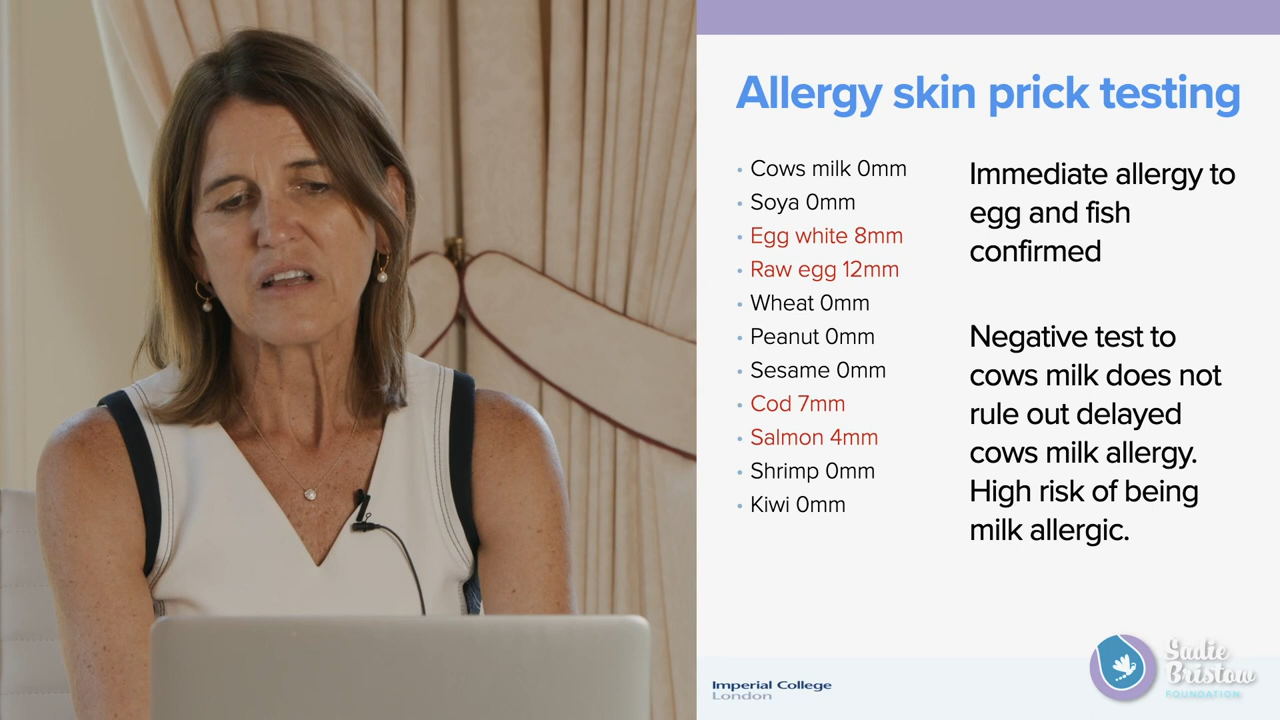 Allergy skin prick testing
• Cows milk 0mm
• Soya 0mm
• Egg white 8mm
• Raw egg 12mm
• Wheat 0mm
• Peanut 0mm
• Sesame 0mm
• Cod 7mm
• Salmon 4mm
• Shrimp 0mm
• Kiwi 0mm
Immediate allergy to
egg and fish
confirmed
Negative test to
cows milk does not
rule out delayed
cows milk allergy.
High risk of being
milk allergic.
Imperial College
London
Sadie
Bristow
FOUNDATION